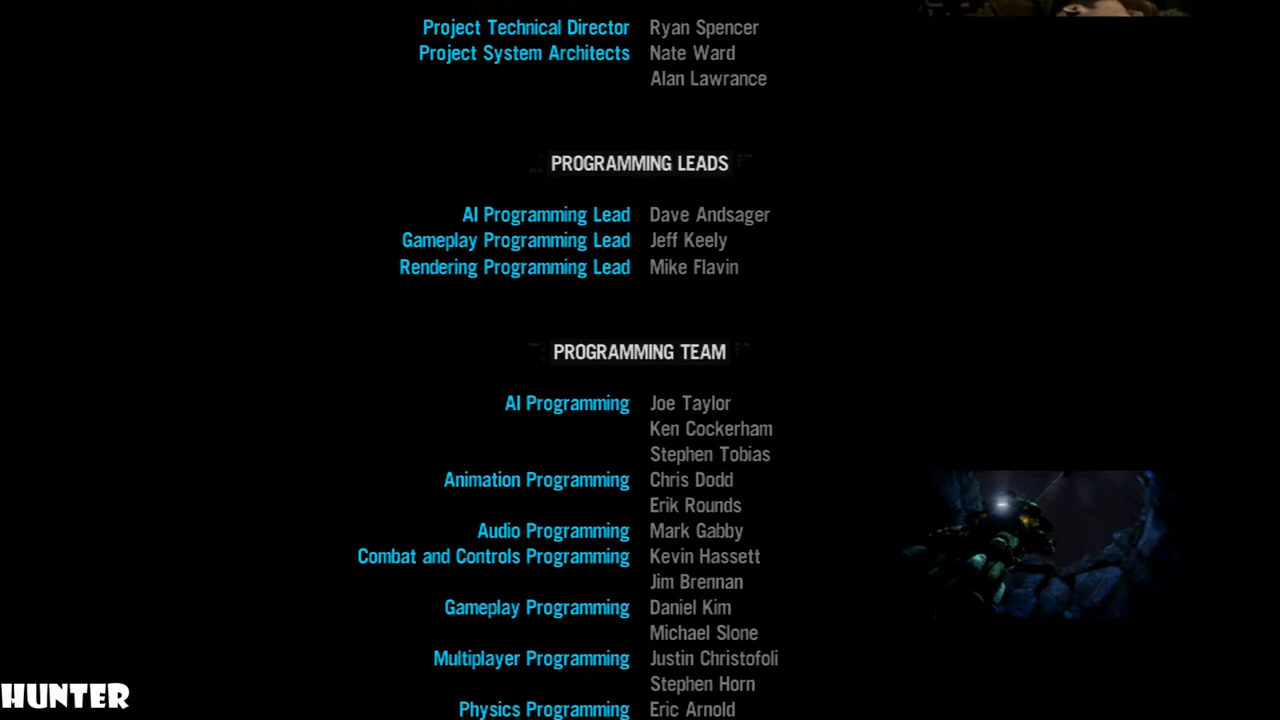 Project Technical Director Ryan Spencer
Project System Architects Nate Ward
Alan Lawrance
PROGRAMMING LEADS
AI Programming Lead Dave Andsager
Gameplay Programming Lead Jeff Keely
Rendering Programming Lead Mike Flavin
PROGRAMMING TEAM
AI Programming Joe Taylor
Ken Cockerham
Stephen Tobias
Animation Programming Chris Dodd
Erik Rounds
Audio Programming Mark Gabby
Combat and Controls Programming Kevin Hassett
Jim Brennan
Gameplay Programming Daniel Kim
Michael Slone
Multiplayer Programming Justin Christofoli
Stephen Horn
Physics Programming Eric Arnold
HUNTER